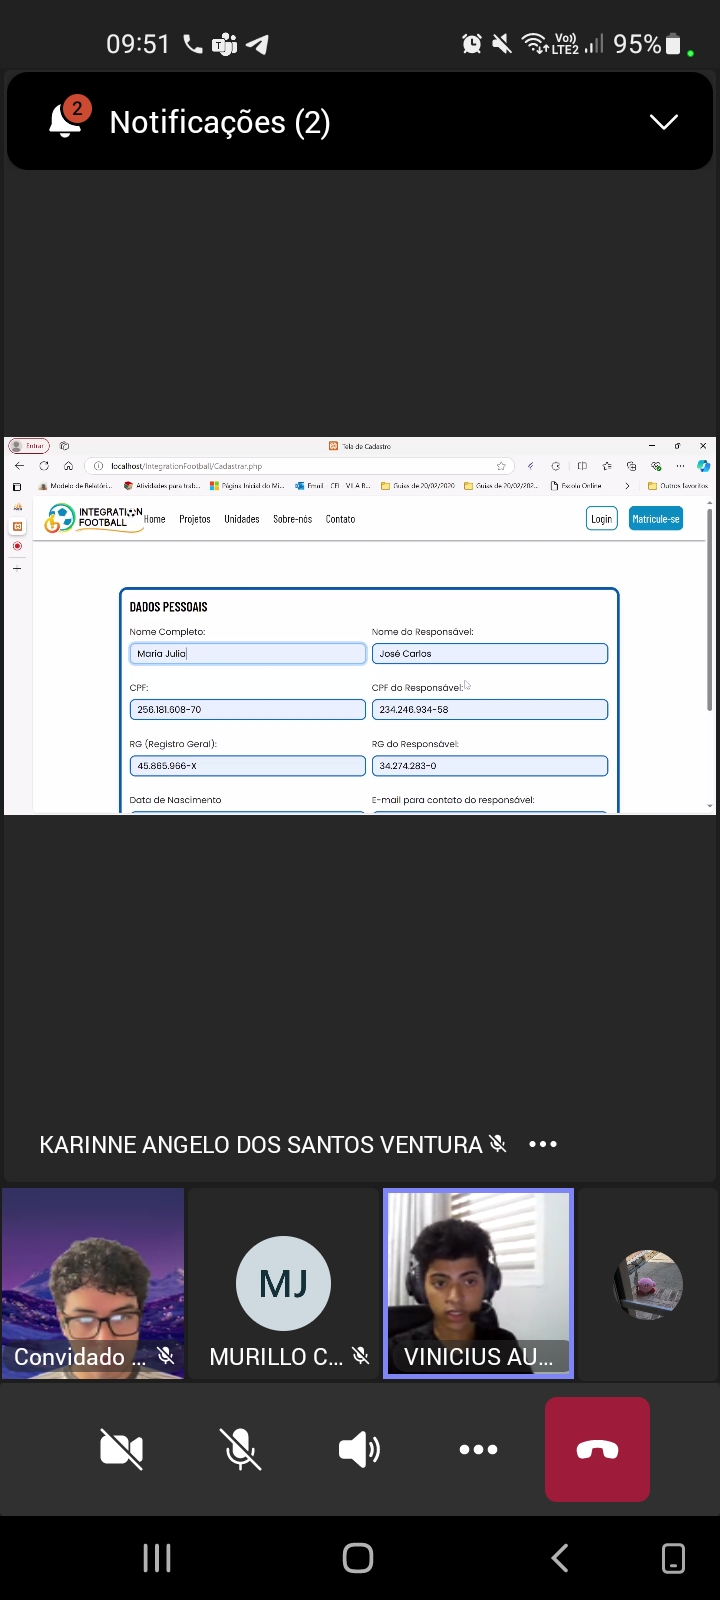 09:51
Vo)) LTE2 95%
2
Notificações (2)
Entrar
Tela de Cadastro
localhost/IntegrationFootball/Cadastrar.php
Modelo de Relatóri... Atividades para trab... Página Inicial do Mi... Guias de 20/02/2020 Guias de 20/02/202... Escola Online Outros favoritos
INTEGRATION
FOOTBALL
Home Projetos Unidades Sobre-nós Contato Login Matricule-se
DADOS PESSOAIS
Nome Completo: Nome do Responsável:
Maria Julia José Carlos
CPF: CPF do Responsável:
256.181.608-70 234.246.934-58
RG (Registro Geral): RG do Responsável:
45.865.966-X 34.274.283-0
Data de Nascimento E-mail para contato do responsável:
KARINNE ANGELO DOS SANTOS VENTURA
MJ
Convidado ... MURILLO C... VINICIUS AU...